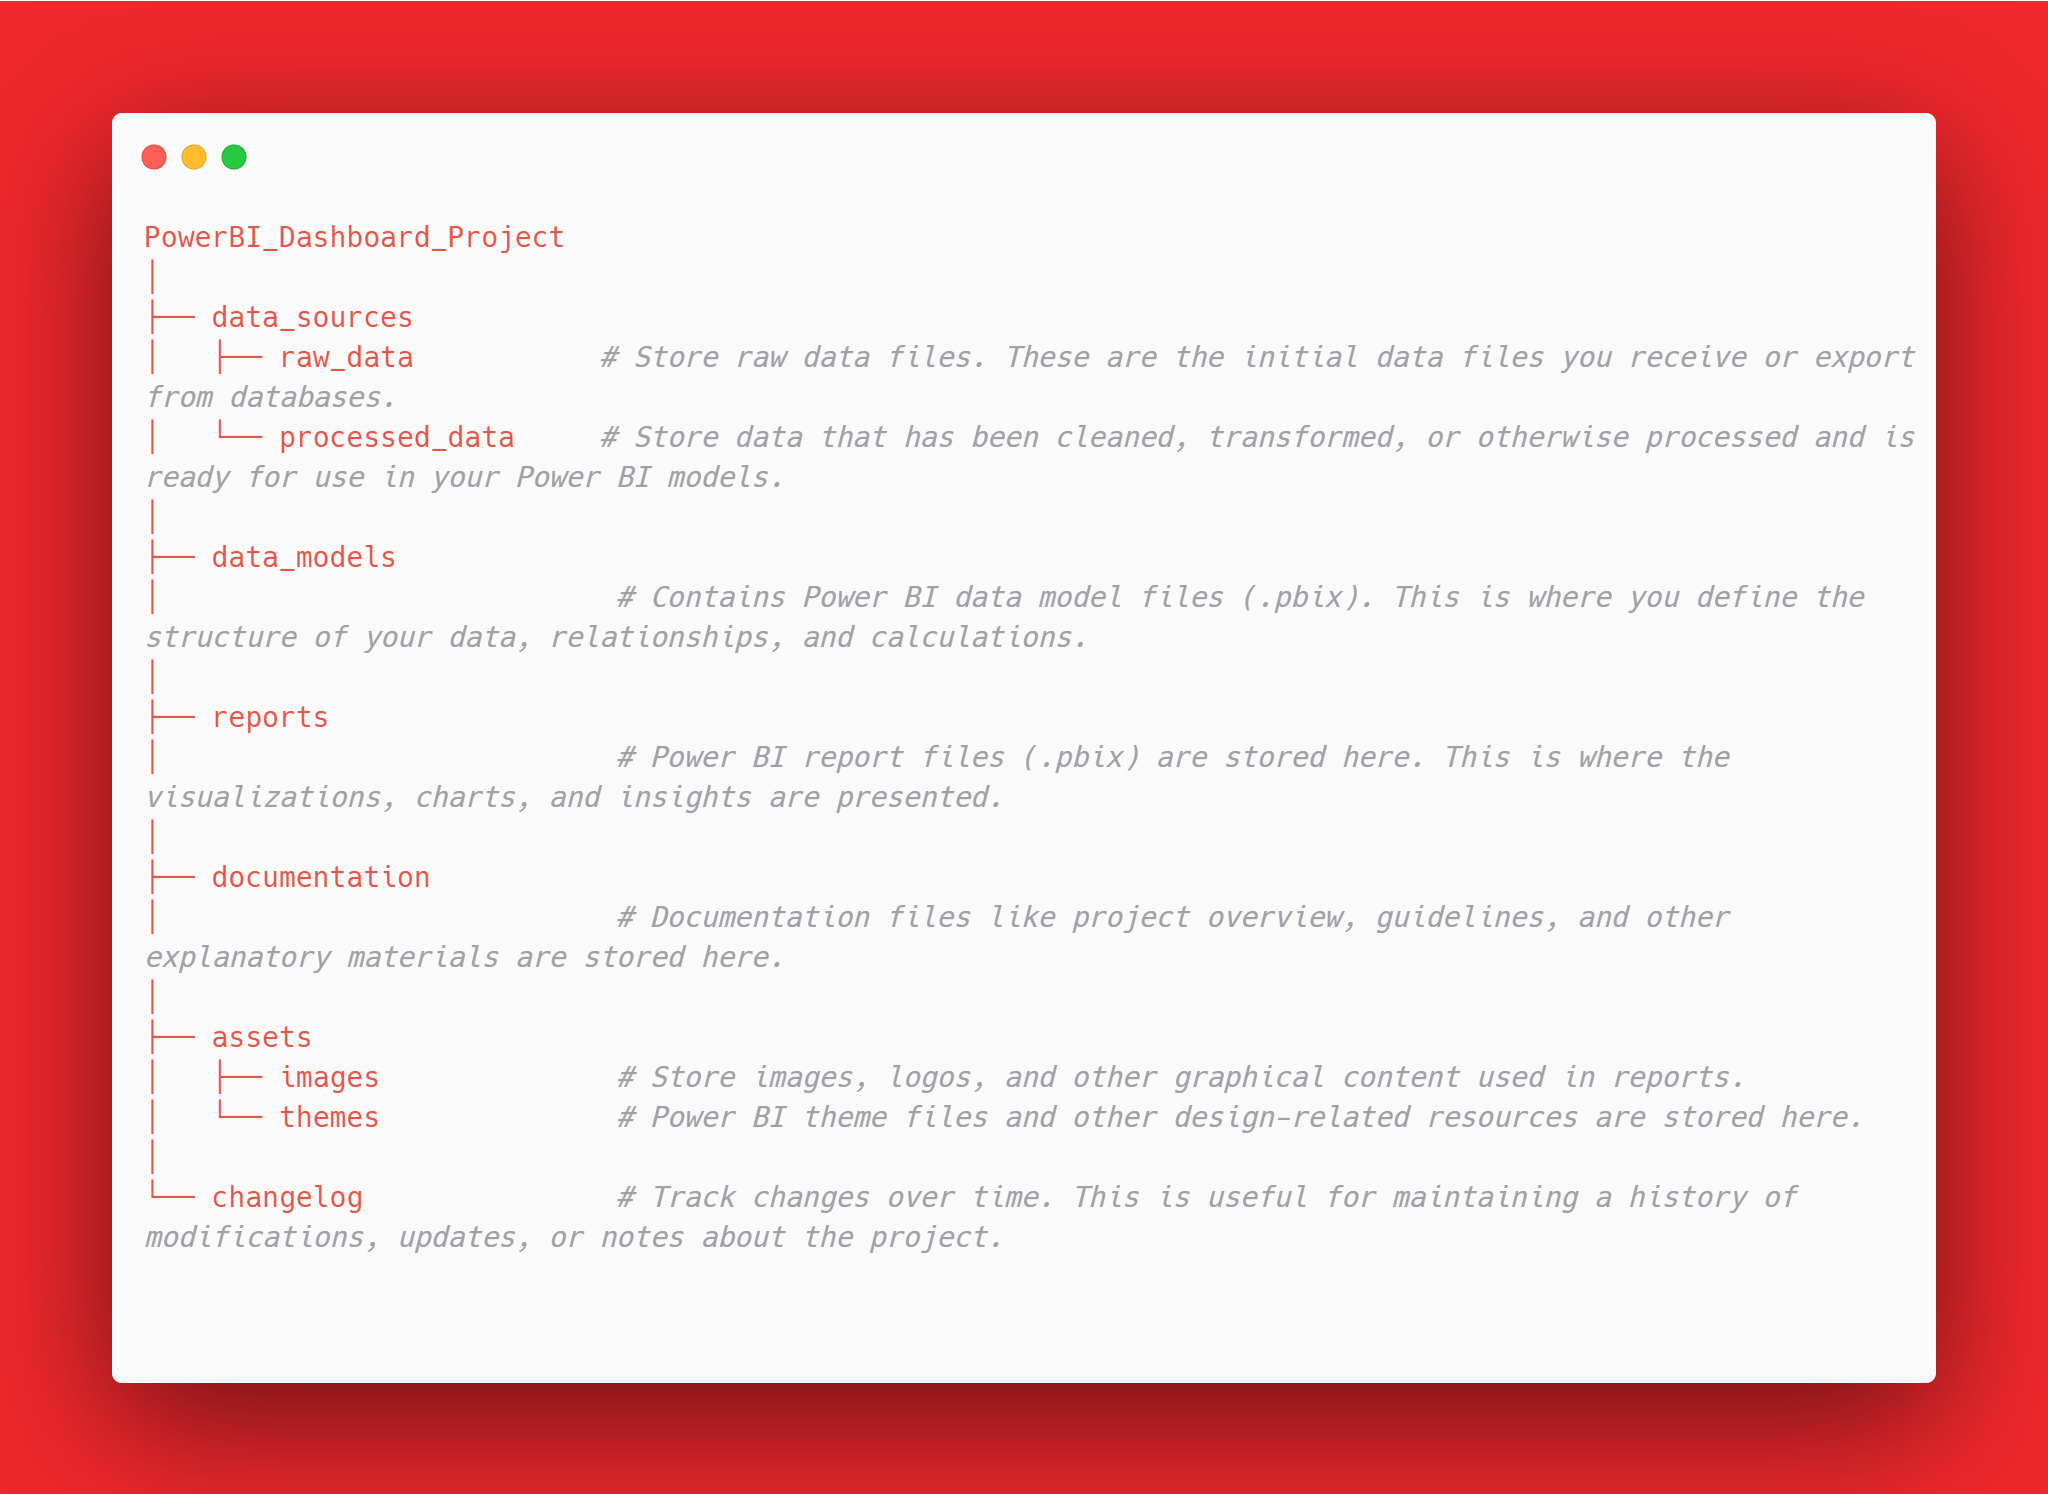 PowerBI_Dashboard_Project
│
├── data_sources
│   ├── raw_data           # Store raw data files. These are the initial data files you receive or export
from databases.
│   └── processed_data     # Store data that has been cleaned, transformed, or otherwise processed and is
ready for use in your Power BI models.
│
├── data_models
│                           # Contains Power BI data model files (.pbix). This is where you define the
structure of your data, relationships, and calculations.
│
├── reports
│                           # Power BI report files (.pbix) are stored here. This is where the
visualizations, charts, and insights are presented.
│
├── documentation
│                           # Documentation files like project overview, guidelines, and other
explanatory materials are stored here.
│
├── assets
│   ├── images              # Store images, logos, and other graphical content used in reports.
│   └── themes              # Power BI theme files and other design-related resources are stored here.
│
└── changelog               # Track changes over time. This is useful for maintaining a history of
modifications, updates, or notes about the project.